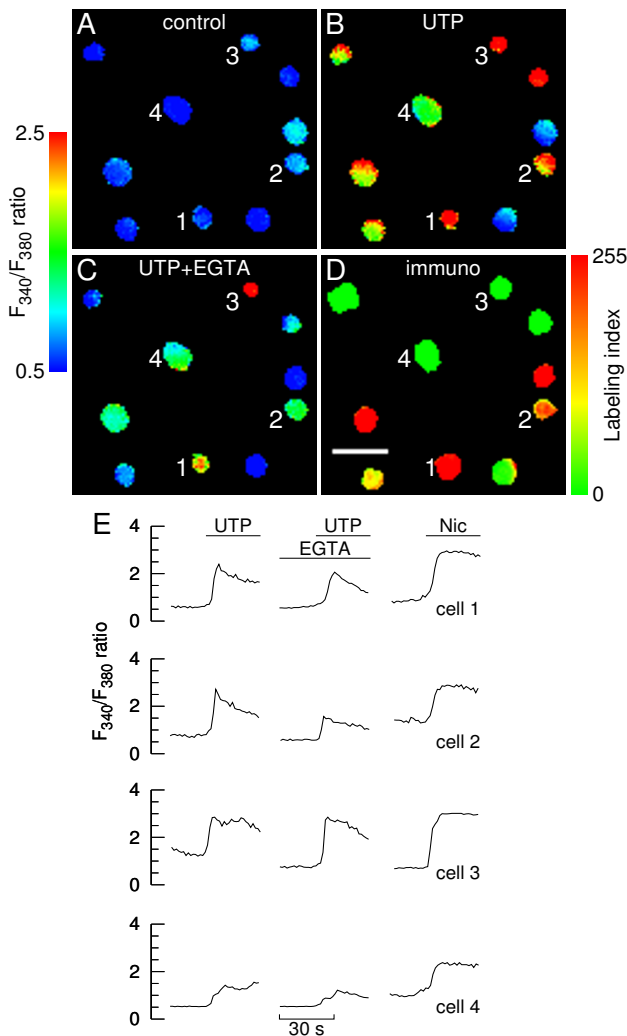 A control
3
4
2
1
B UTP
3
4
2
1
2.5
F340/F380 ratio
0.5
C UTP+EGTA
3
4
2
1
D immuno
3
4
2
1
255
Labeling index
0
E
UTP
UTP
EGTA
Nic
F340/F380 ratio
4
2
0
cell 1
4
2
0
cell 2
4
2
0
cell 3
4
2
0
cell 4
30 s